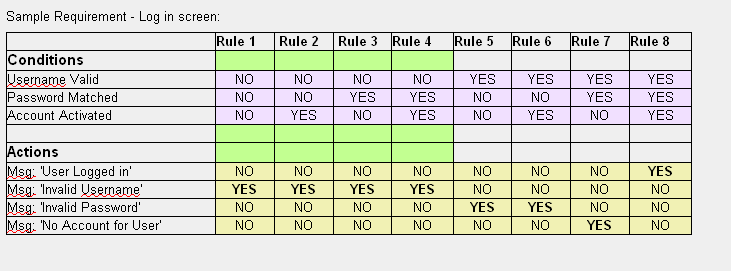 Sample Requirement - Log in screen:
Rule 1 Rule 2 Rule 3 Rule 4 Rule 5 Rule 6 Rule 7 Rule 8
Conditions
Username Valid NO NO NO NO YES YES YES YES
Password Matched NO NO YES YES NO NO YES YES
Account Activated NO YES NO YES NO YES NO YES
Actions
Msg: 'User Logged in' NO NO NO NO NO NO NO YES
Msg: 'Invalid Username' YES YES YES YES NO NO NO NO
Msg: 'Invalid Password' NO NO NO NO YES YES NO NO
Msg: 'No Account for User' NO NO NO NO NO NO YES NO